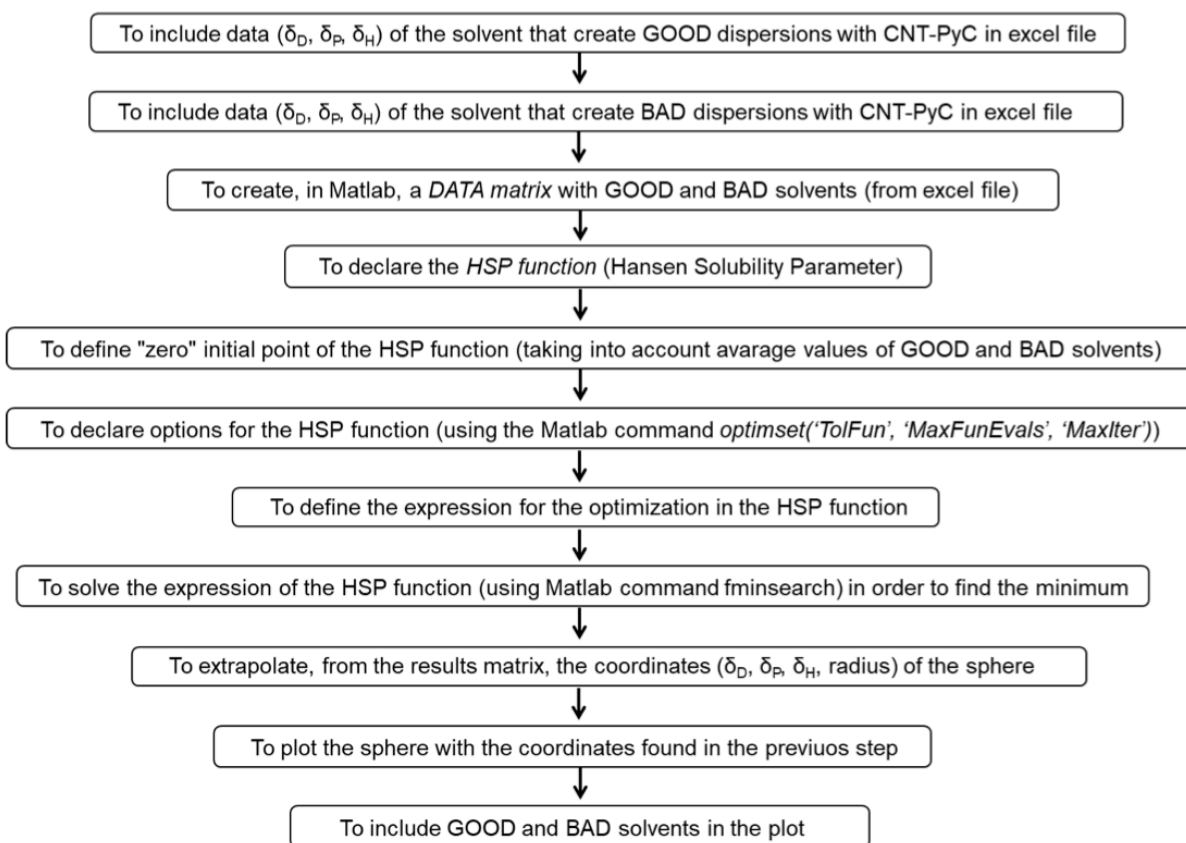 To include data (δD, δP, δH) of the solvent that create GOOD dispersions with CNT-PyC in excel file
To include data (δD, δP, δH) of the solvent that create BAD dispersions with CNT-PyC in excel file
To create, in Matlab, a DATA matrix with GOOD and BAD solvents (from excel file)
To declare the HSP function (Hansen Solubility Parameter)
To define "zero" initial point of the HSP function (taking into account avarage values of GOOD and BAD solvents)
To declare options for the HSP function (using the Matlab command optimset(‘TolFun’, ‘MaxFunEvals’, ‘MaxIter’))
To define the expression for the optimization in the HSP function
To solve the expression of the HSP function (using Matlab command fminsearch) in order to find the minimum
To extrapolate, from the results matrix, the coordinates (δD, δP, δH, radius) of the sphere
To plot the sphere with the coordinates found in the previuos step
To include GOOD and BAD solvents in the plot